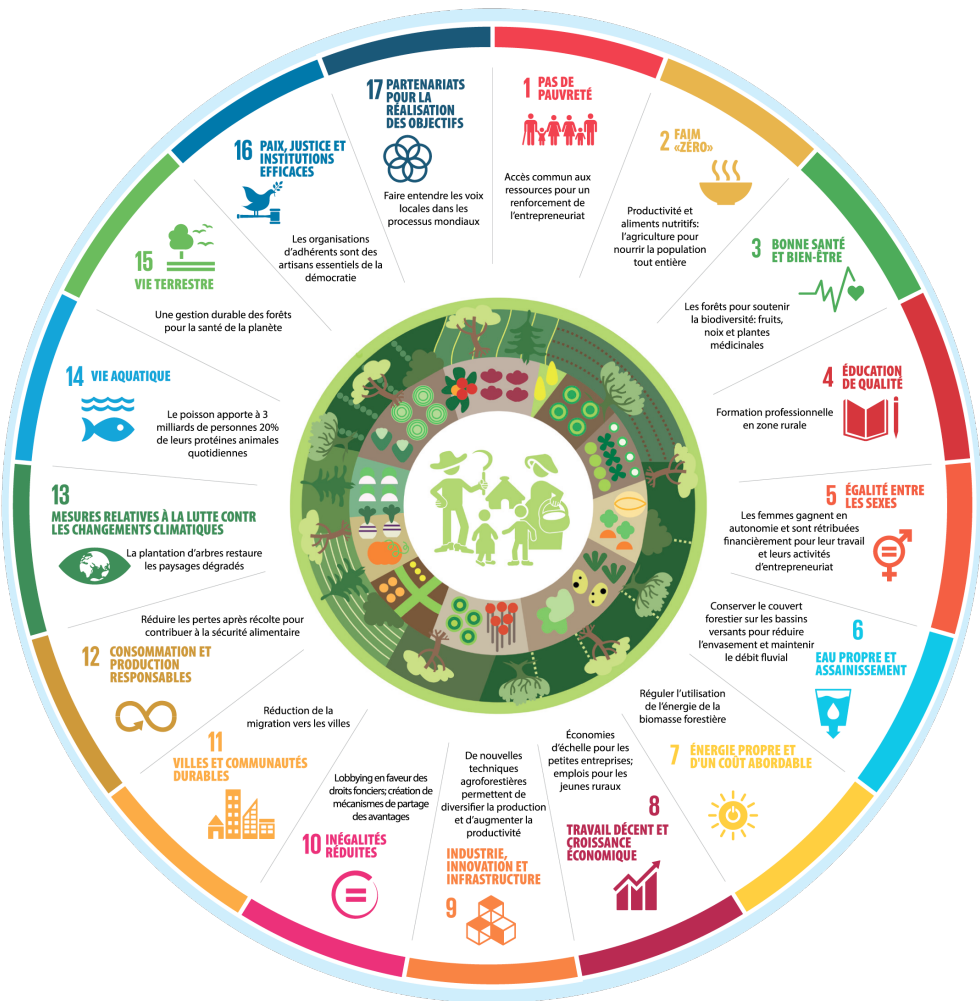 1 PAS DE
PAUVRETÉ
Accès commun aux
ressources pour un
renforcement de
l'entrepreneuriat
2 FAIM
«ZÉRO»
Productivité et
aliments nutritifs:
l'agriculture pour
nourrir la population
tout entière
3 BONNE SANTÉ
ET BIEN-ÊTRE
Les forêts pour soutenir
la biodiversité: fruits,
noix et plantes
médicinales
4 ÉDUCATION
DE QUALITÉ
Formation professionnelle
en zone rurale
5 ÉGALITÉ ENTRE
LES SEXES
Les femmes gagnent en
autonomie et sont rétribuées
financièrement pour leur travail
et leurs activités
d'entrepreneuriat
6
EAU PROPRE ET
ASSAINISSEMENT
Conserver le couvert
forestier sur les bassins
versants pour réduire
l'envasement et maintenir
le débit fluvial
7 ÉNERGIE PROPRE ET
D'UN COÛT ABORDABLE
Réguler l'utilisation
de l'énergie de la
biomasse forestière
Économies
d'échelle pour les
petites entreprises;
emplois pour les
jeunes ruraux
8
TRAVAIL DÉCENT ET
CROISSANCE
ÉCONOMIQUE
De nouvelles
techniques
agroforestières
permettent de
diversifier la production
et d'augmenter la
productivité
INDUSTRIE,
INNOVATION ET
INFRASTRUCTURE
9
Lobbying en faveur des
droits fonciers; création de
mécanismes de partage
des avantages
10 INÉGALITÉS
RÉDUITES
Réduction de la
migration vers les villes
11
VILLES ET COMMUNAUTÉS
DURABLES
Réduire les pertes après récolte pour
contribuer à la sécurité alimentaire
12 CONSOMMATION ET
PRODUCTION
RESPONSABLES
13
MESURES RELATIVES À LA LUTTE CONTR
LES CHANGEMENTS CLIMATIQUES
La plantation d'arbres restaure
les paysages dégradés
14 VIE AQUATIQUE
Le poisson apporte à 3
milliards de personnes 20%
de leurs protéines animales
quotidiennes
15
VIE TERRESTRE
Une gestion durable des forêts
pour la santé de la planète
16 PAIX, JUSTICE ET
INSTITUTIONS
EFFICACES
Les organisations
d'adhérents sont des
artisans essentiels de la
démocratie
17 PARTENARIATS
POUR LA
RÉALISATION
DES OBJECTIFS
Faire entendre les voix
locales dans les
processus mondiaux